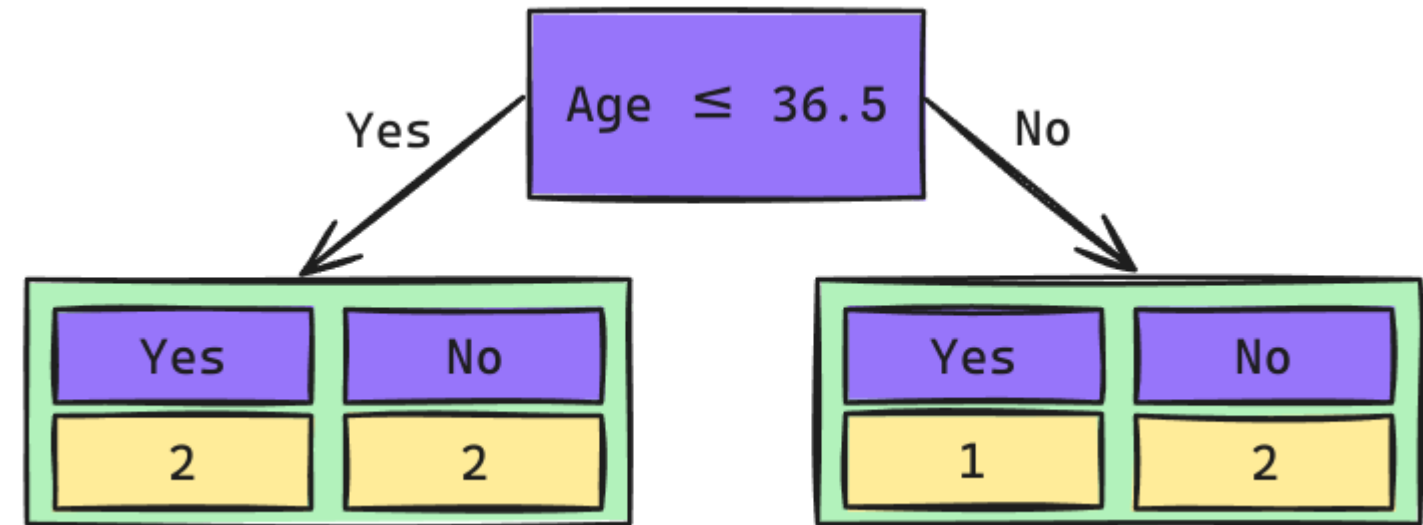 Age ≤ 36.5
Yes
No
Yes No
2 2
Yes No
1 2